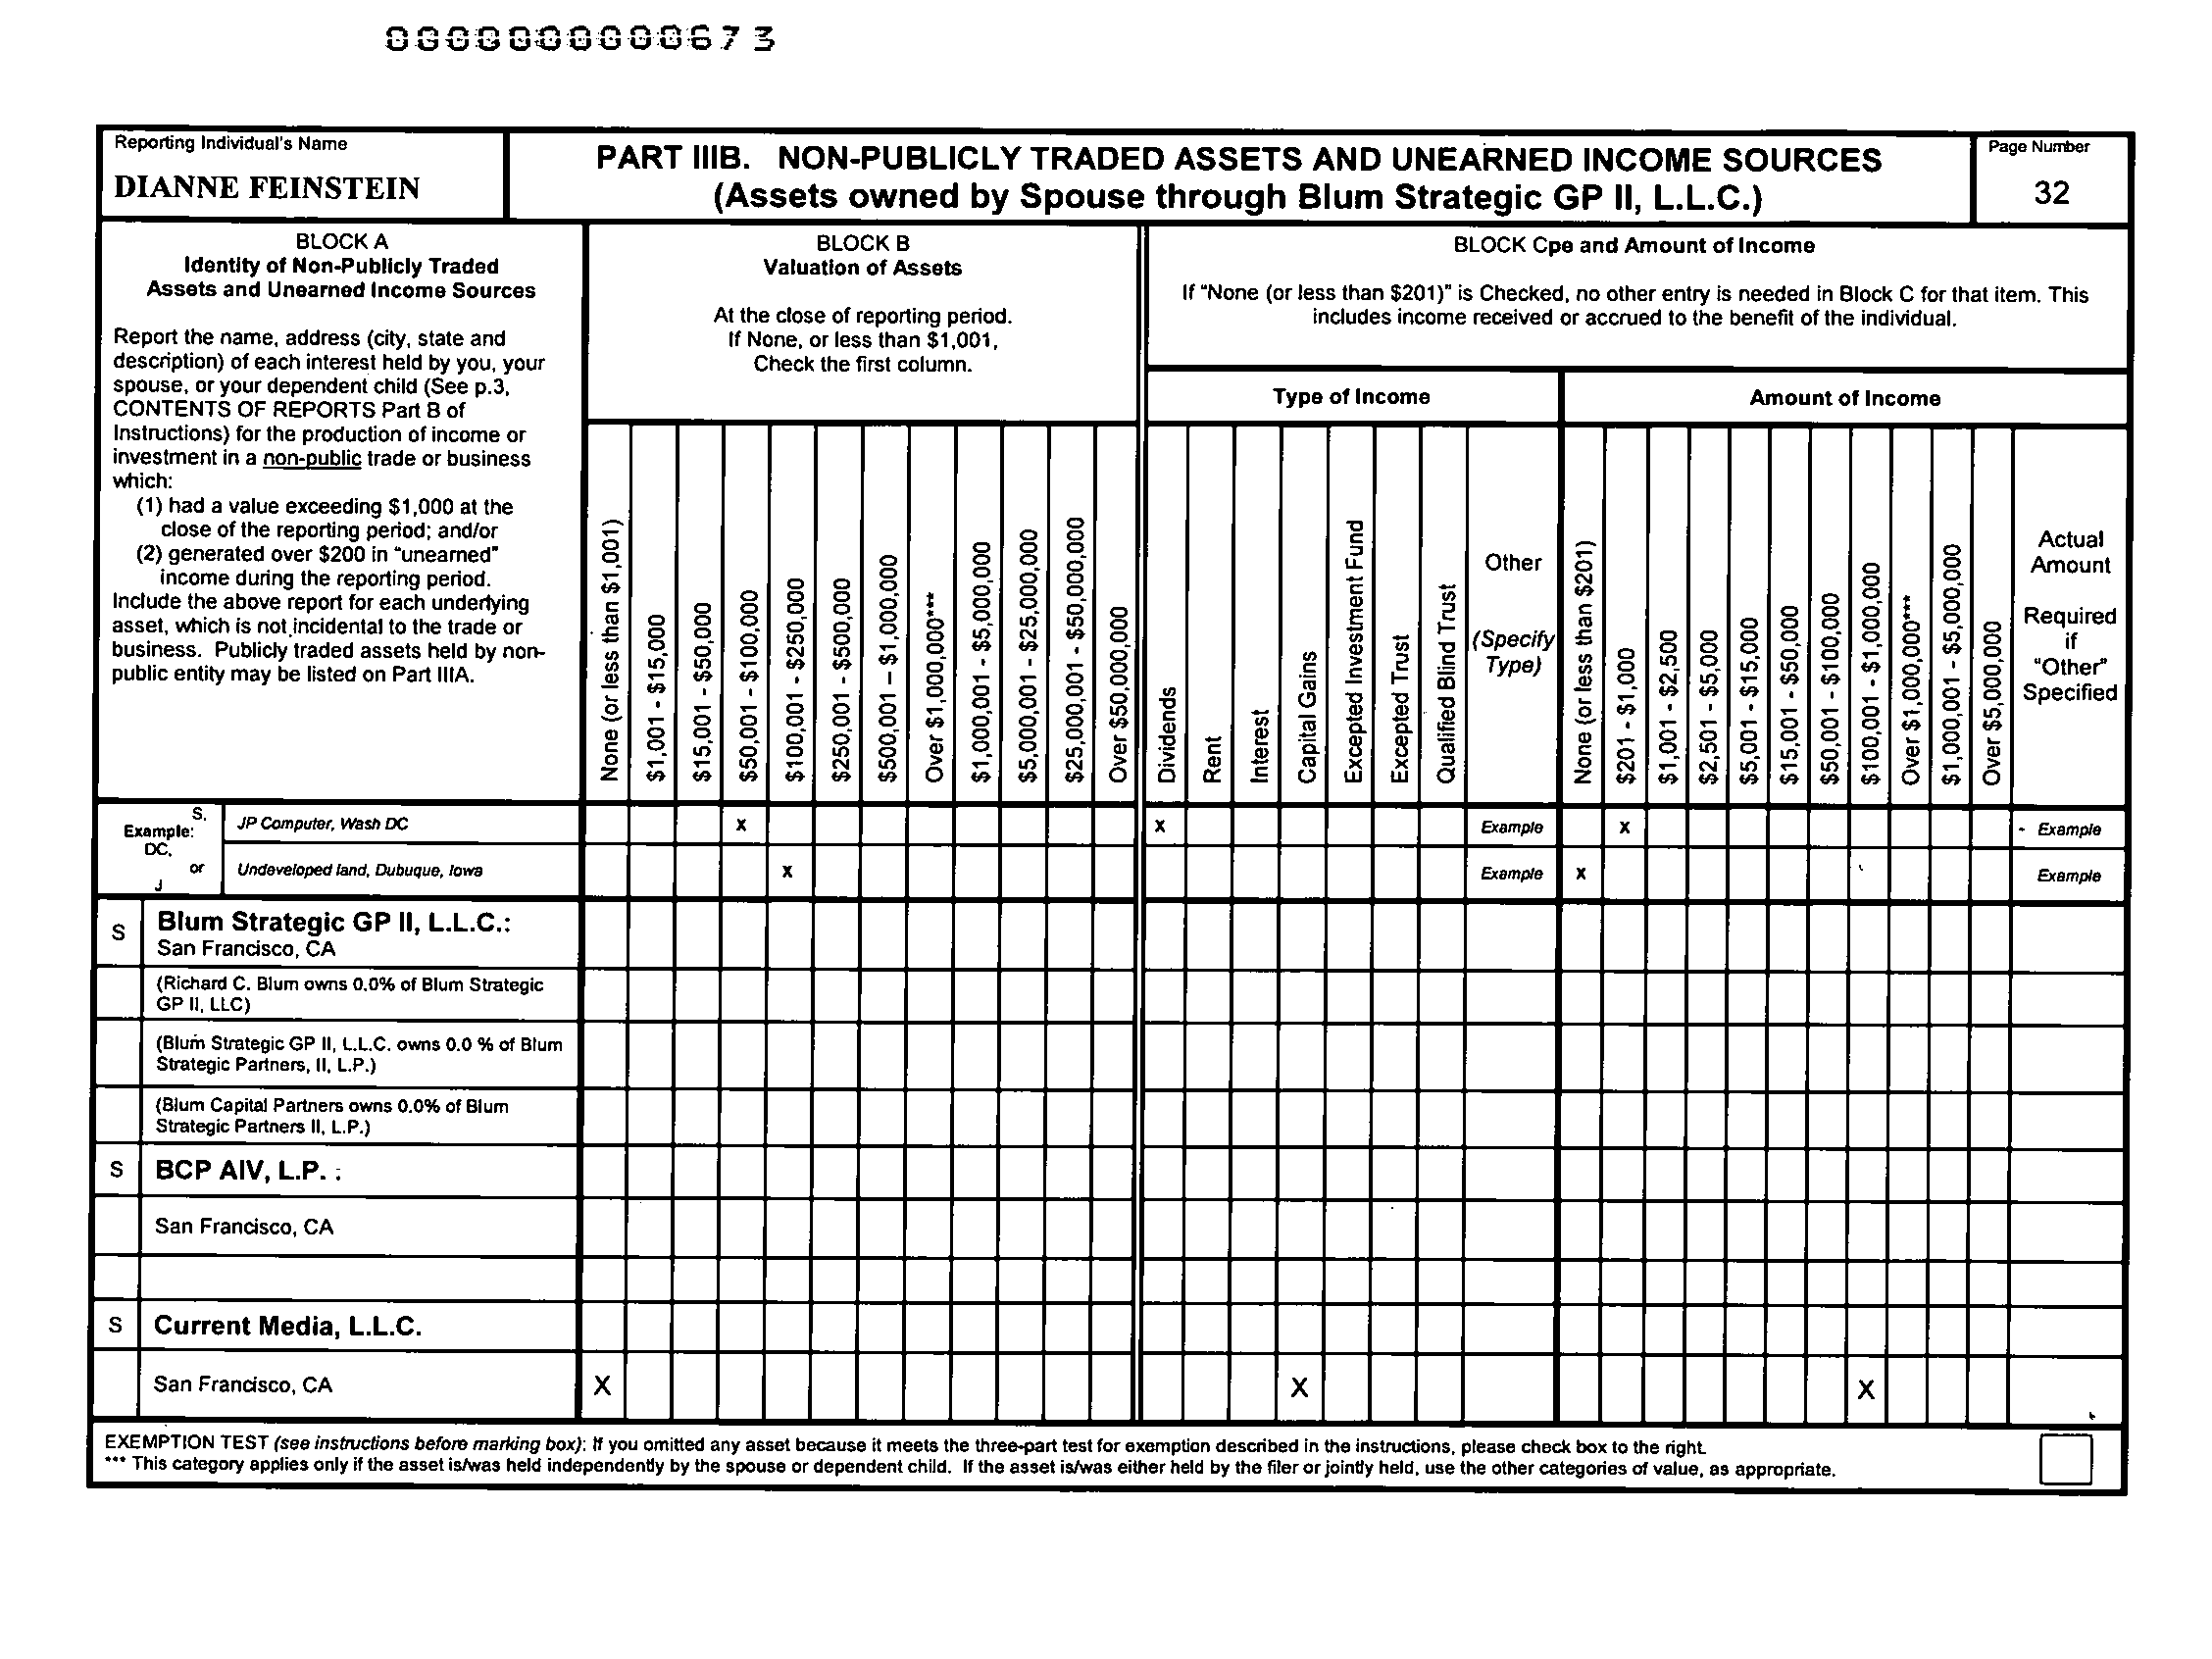 0000000000673
Reporting Individual's Name
DIANNE FEINSTEIN
PART IIIB. NON-PUBLICLY TRADED ASSETS AND UNEARNED INCOME SOURCES
(Assets owned by Spouse through Blum Strategic GP II, L.L.C.)
Page Number
32
BLOCK A
Identity of Non-Publicly Traded
Assets and Unearned Income Sources
Report the name, address (city, state and
description) of each interest held by you, your
spouse, or your dependent child (See p.3,
CONTENTS OF REPORTS Part B of
Instructions) for the production of income or
investment in a non-public trade or business
which:
(1) had a value exceeding $1,000 at the
close of the reporting period; and/or
(2) generated over $200 in "unearned"
income during the reporting period.
Include the above report for each underlying
asset, which is not incidental to the trade or
business. Publicly traded assets held by non-
public entity may be listed on Part IIIA.
BLOCK B
Valuation of Assets
At the close of reporting period.
If None, or less than $1,001,
Check the first column.
BLOCK Cpe and Amount of Income
If "None (or less than $201)" is Checked, no other entry is needed in Block C for that item. This
includes income received or accrued to the benefit of the individual.
Type of Income
Amount of Income
None (or less than $1,001)
$1,001 - $15,000
$15,001 - $50,000
$50,001 - $100,000
$100,001 - $250,000
$250,001 - $500,000
$500,001 – $1,000,000
Over $1,000,000***
$1,000,001 - $5,000,000
$5,000,001 - $25,000,000
$25,000,001 - $50,000,000
Over $50,000,000
Dividends
Rent
Interest
Capital Gains
Excepted Investment Fund
Excepted Trust
Qualified Blind Trust
Other
(Specify
Type)
None (or less than $201)
$201 - $1,000
$1,001 - $2,500
$2,501 - $5,000
$5,001 - $15,000
$15,001 - $50,000
$50,001 - $100,000
$100,001 - $1,000,000
Over $1,000,000***
$1,000,001 - $5,000,000
Over $5,000,000
Actual
Amount
Required
if
"Other"
Specified
S,
Example:
DC,
or
J
JP Computer, Wash DC X X Example X Example
Undeveloped land, Dubuque, Iowa X Example X Example
S Blum Strategic GP II, L.L.C.:
San Francisco, CA
(Richard C. Blum owns 0.0% of Blum Strategic
GP II, LLC)
(Blum Strategic GP II, L.L.C. owns 0.0 % of Blum
Strategic Partners, II, L.P.)
(Blum Capital Partners owns 0.0% of Blum
Strategic Partners II, L.P.)
S BCP AIV, L.P. :
San Francisco, CA
S Current Media, L.L.C.
San Francisco, CA X X X
EXEMPTION TEST (see instructions before marking box): If you omitted any asset because it meets the three-part test for exemption described in the instructions, please check box to the right.
*** This category applies only if the asset is/was held independently by the spouse or dependent child. If the asset is/was either held by the filer or jointly held, use the other categories of value, as appropriate.